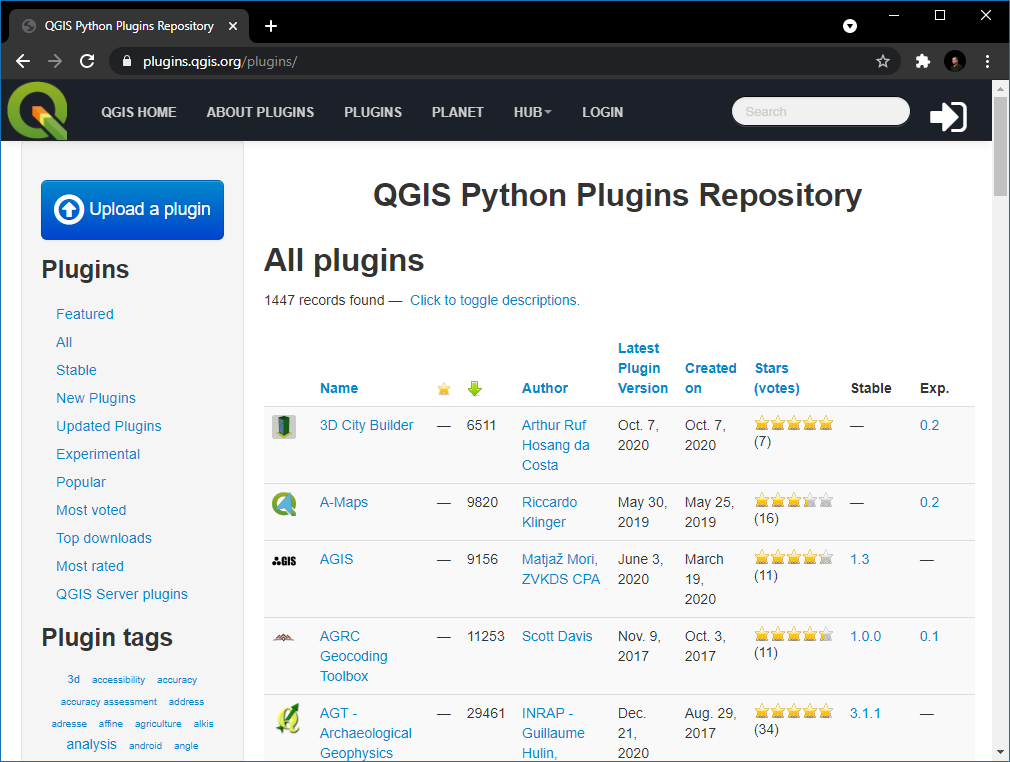 QGIS Python Plugins Repository
plugins.qgis.org/plugins/
QGIS HOME ABOUT PLUGINS PLUGINS PLANET HUB LOGIN Search
Upload a plugin
Plugins
Featured
All
Stable
New Plugins
Updated Plugins
Experimental
Popular
Most voted
Top downloads
Most rated
QGIS Server plugins
Plugin tags
3d accessibility accuracy
accuracy assessment address
adresse affine agriculture alkis
analysis android angle
QGIS Python Plugins Repository
All plugins
1447 records found — Click to toggle descriptions.
Latest
Plugin Created Stars
Name Author Version on (votes) Stable Exp.
3D City Builder — 6511 Arthur Ruf Oct. 7, Oct. 7, — 0.2
Hosang da 2020 2020 (7)
Costa
A-Maps — 9820 Riccardo May 30, May 25, — 0.2
Klinger 2019 2019 (16)
GIS AGIS — 9156 Matjaž Mori, June 3, March 1.3 —
ZVKDS CPA 2020 19, (11)
2020
AGRC — 11253 Scott Davis Nov. 9, Oct. 3, 1.0.0 0.1
Geocoding 2017 2017 (11)
Toolbox
AGT - — 29461 INRAP - Dec. Aug. 29, 3.1.1 —
Archaeological Guillaume 21, 2017 (34)
Geophysics Hulin, 2020